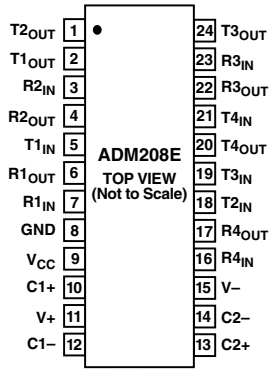 T2OUT 1 24 T3OUT
T1OUT 2 23 R3IN
R2IN 3 22 R3OUT
R2OUT 4 21 T4IN
T1IN 5 20 T4OUT
ADM208E
R1OUT 6 19 T3IN
TOP VIEW
(Not to Scale)
R1IN 7 18 T2IN
GND 8 17 R4OUT
VCC 9 16 R4IN
C1+ 10 15 V–
V+ 11 14 C2–
C1– 12 13 C2+